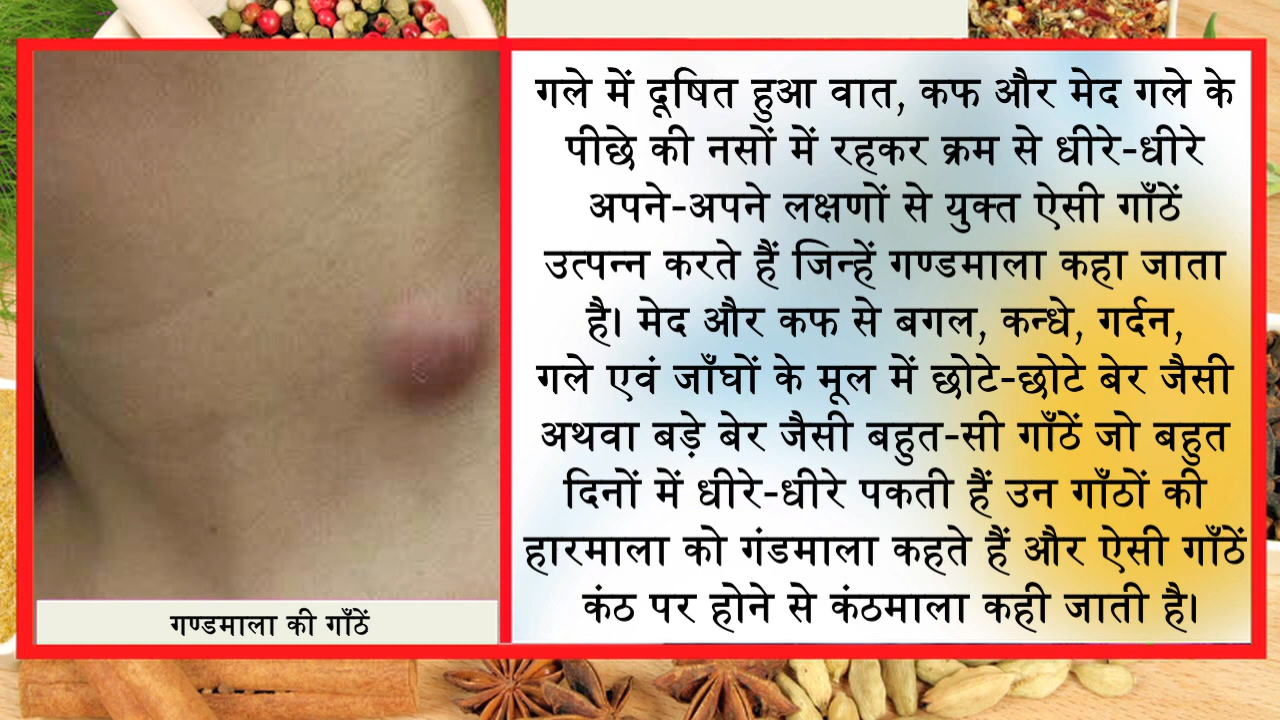 गले में दूषित हुआ वात, कफ और मेद गले के
पीछे की नसों में रहकर क्रम से धीरे-धीरे
अपने-अपने लक्षणों से युक्त ऐसी गाँठें
उत्पन्न करते हैं जिन्हें गण्डमाला कहा जाता
है। मेद और कफ से बगल, कन्धे, गर्दन,
गले एवं जाँघों के मूल में छोटे-छोटे बेर जैसी
अथवा बड़े बेर जैसी बहुत-सी गाँठें जो बहुत
दिनों में धीरे-धीरे पकती हैं उन गाँठों की
हारमाला को गंडमाला कहते हैं और ऐसी गाँठें
कंठ पर होने से कंठमाला कही जाती है।
गण्डमाला की गाँठें